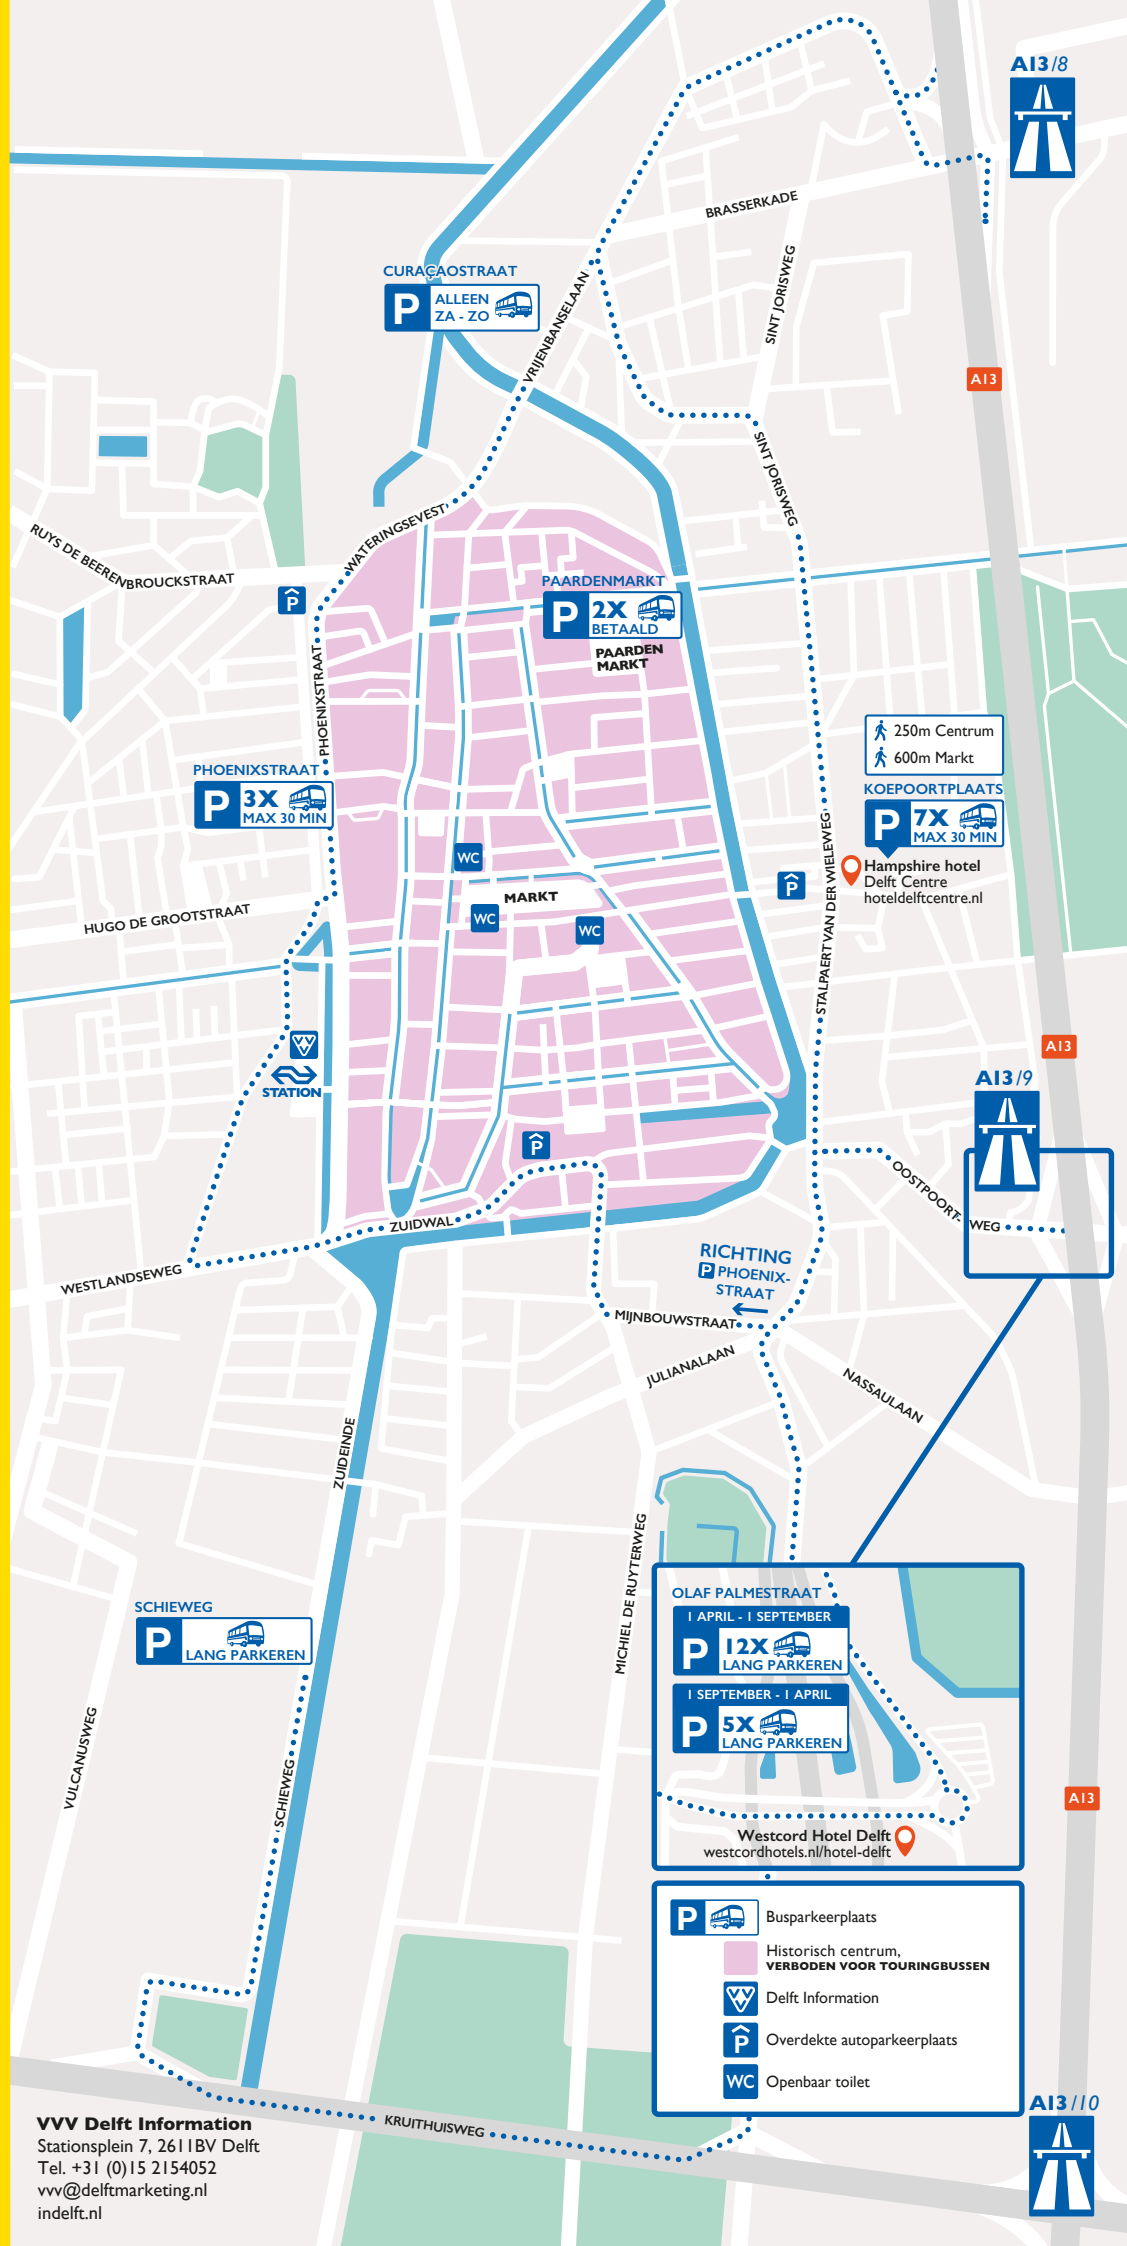 A13/8
BRASSERKADE
SINT JORISWEG
CURAÇAOSTRAAT
P ALLEEN
ZA - ZO
VRIJENBANSELAAN
A13
SINT JORISWEG
WATERINGSEVEST
RUYS DE BEEREN
BROUCKSTRAAT
P
PAARDENMARKT
P 2X
BETAALD
PAARDEN
MARKT
PHOENIXSTRAAT
250m Centrum
600m Markt
PHOENIXSTRAAT
P 3X
MAX 30 MIN
KOEPOORTPLAATS
P 7X
MAX 30 MIN
STALPAERT VAN DER WIELEWEG
WC
Hampshire hotel
Delft Centre
hoteldelftcentre.nl
P
MARKT
WC
WC
HUGO DE GROOTSTRAAT
VVV
STATION
A13
A13/9
P
OOSTPOORT-
WEG
ZUIDWAL
WESTLANDSEWEG
RICHTING
P PHOENIX-
STRAAT
MIJNBOUWSTRAAT
JULIANALAAN
NASSAULAAN
ZUIDEINDE
MICHIEL DE RUYTERWEG
SCHIEWEG
P LANG PARKEREN
OLAF PALMESTRAAT
1 APRIL - 1 SEPTEMBER
P 12X
LANG PARKEREN
1 SEPTEMBER - 1 APRIL
P 5X
LANG PARKEREN
VULCANUSWEG
SCHIEWEG
A13
Westcord Hotel Delft
westcordhotels.nl/hotel-delft
P Busparkeerplaats
Historisch centrum,
VERBODEN VOOR TOURINGBUSSEN
VVV Delft Information
P Overdekte autoparkeerplaats
WC Openbaar toilet
A13/10
KRUITHUISWEG
VVV Delft Information
Stationsplein 7, 2611BV Delft
Tel. +31 (0)15 2154052
vvv@delftmarketing.nl
indelft.nl